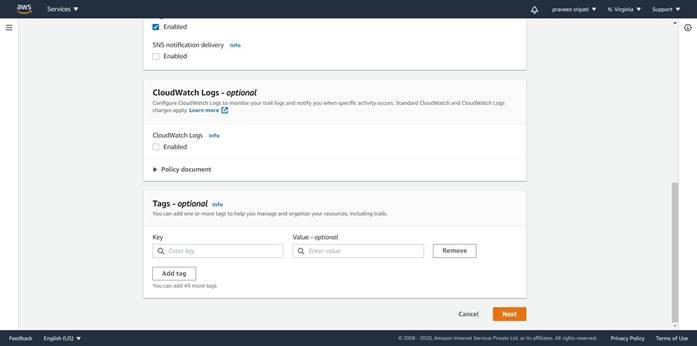 aws Services praveen sripati N. Virginia Support
Enabled
SNS notification delivery Info
Enabled
CloudWatch Logs - optional
Configure CloudWatch Logs to monitor your trail logs and notify you when specific activity occurs. Standard CloudWatch and CloudWatch Logs
charges apply. Learn more
CloudWatch Logs Info
Enabled
Policy document
Tags - optional Info
You can add one or more tags to help you manage and organize your resources, including trails.
Key Value - optional
Enter key Enter value Remove
Add tag
You can add 49 more tags
Cancel Next
Feedback English (US) © 2008 - 2020, Amazon Internet Services Private Ltd. or its affiliates. All rights reserved. Privacy Policy Terms of Use